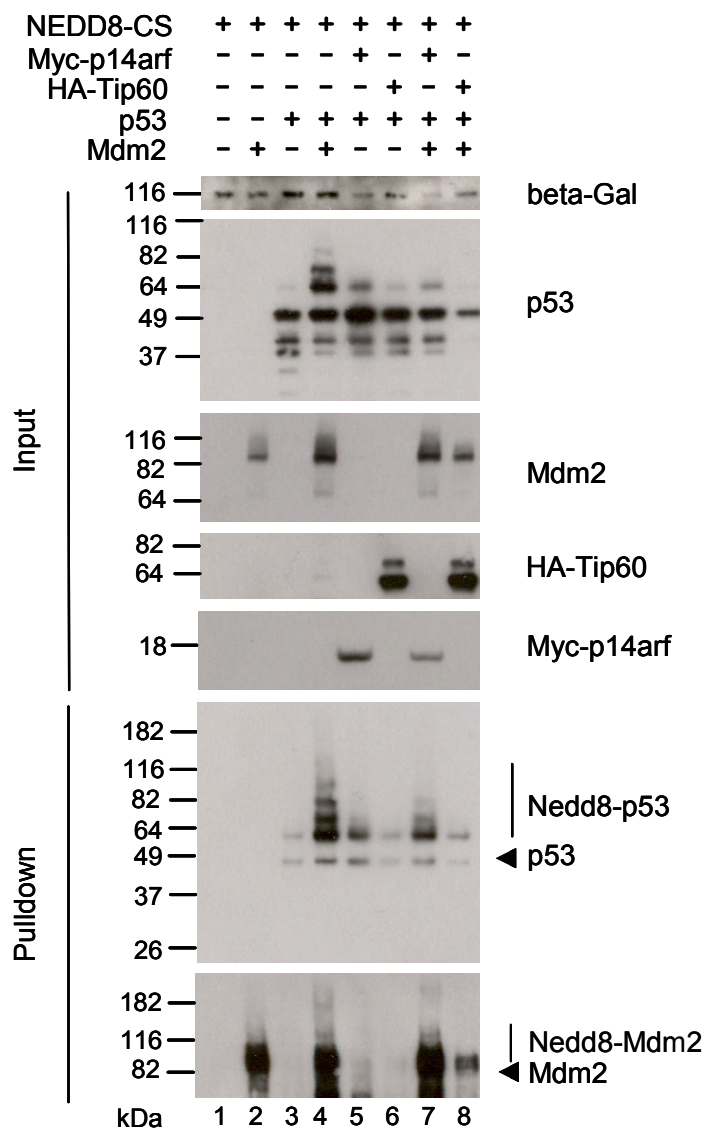 NEDD8-CS + + + + + + + +
Myc-p14arf − − − − + − + −
HA-Tip60 − − − − − + − +
p53 − − + + + + + +
Mdm2 − + − + − − + +
116 beta-Gal
116
82
64
49
37
p53
116
82
64
Mdm2
82
64
HA-Tip60
18
Myc-p14arf
Input
182
116
82
64
49
37
26
Nedd8-p53
p53
182
116
82
Nedd8-Mdm2
Mdm2
Pulldown
kDa 1 2 3 4 5 6 7 8